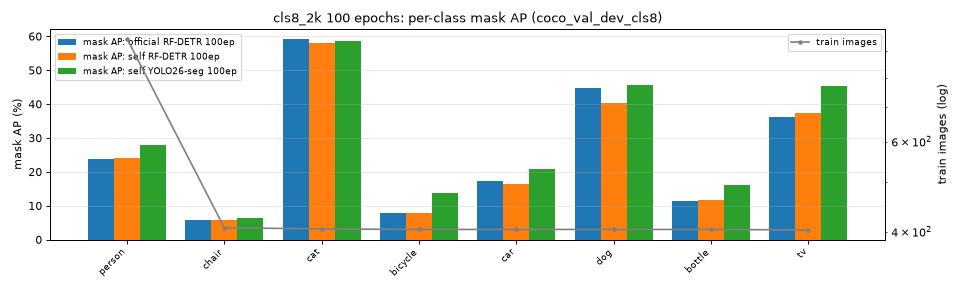 cls8_2k 100 epochs: per-class mask AP (coco_val_dev_cls8)
mask AP: official RF-DETR 100ep
mask AP: self RF-DETR 100ep
mask AP: self YOLO26-seg 100ep
train images
mask AP (%)
60
50
40
30
20
10
0
train images (log)
6 × 10²
4 × 10²
person
chair
cat
bicycle
car
dog
bottle
tv